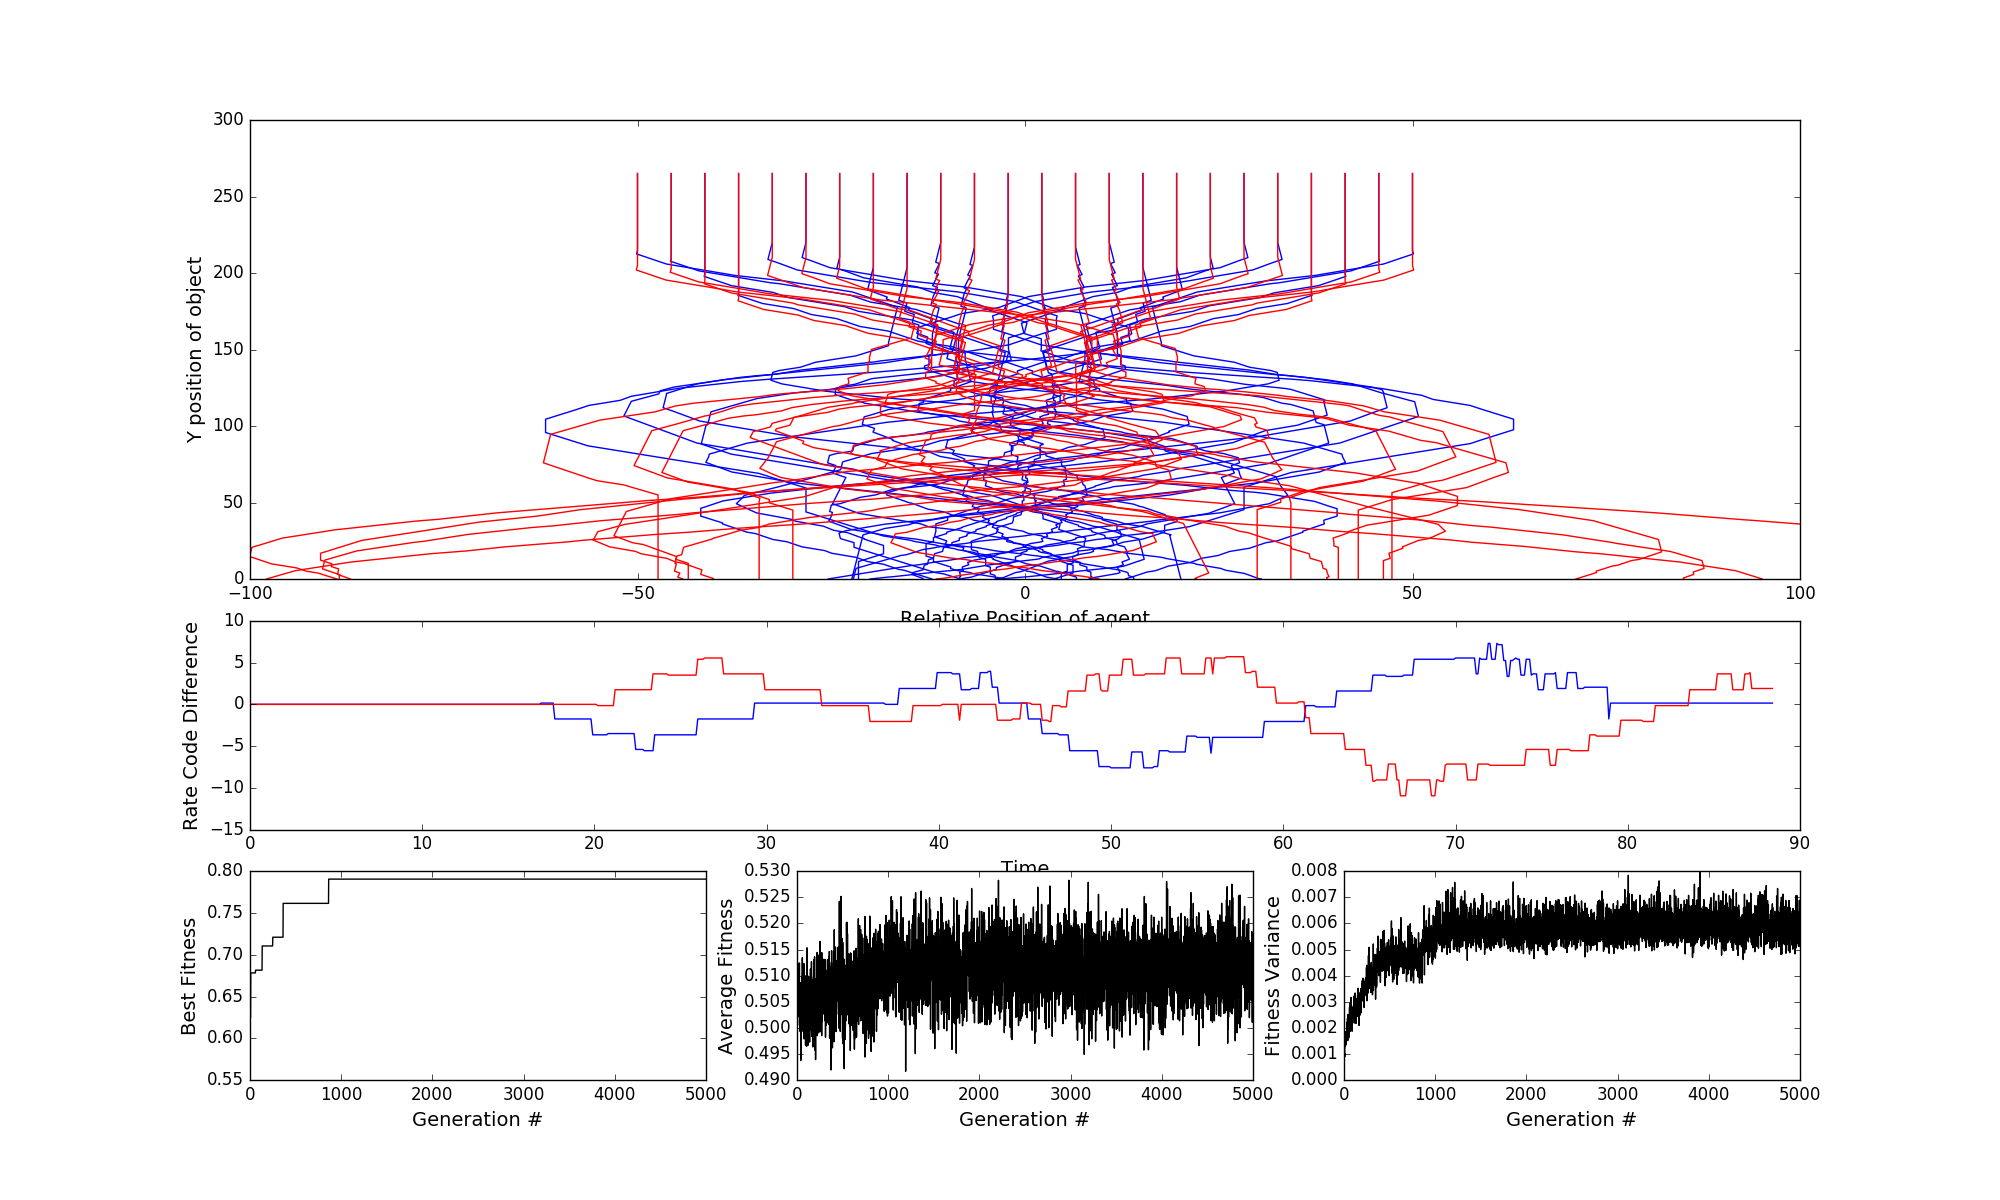 300
250
200
150
100
50
0
Y position of object
−100 −50 0 50 100
Relative Position of agent
10
5
0
−5
−10
−15
Rate Code Difference
0 10 20 30 40 50 60 70 80 90
Time
0.80
0.75
0.70
0.65
0.60
0.55
Best Fitness
0 1000 2000 3000 4000 5000
Generation #
0.530
0.525
0.520
0.515
0.510
0.505
0.500
0.495
0.490
Average Fitness
0 1000 2000 3000 4000 5000
Generation #
0.008
0.007
0.006
0.005
0.004
0.003
0.002
0.001
0.000
Fitness Variance
0 1000 2000 3000 4000 5000
Generation #